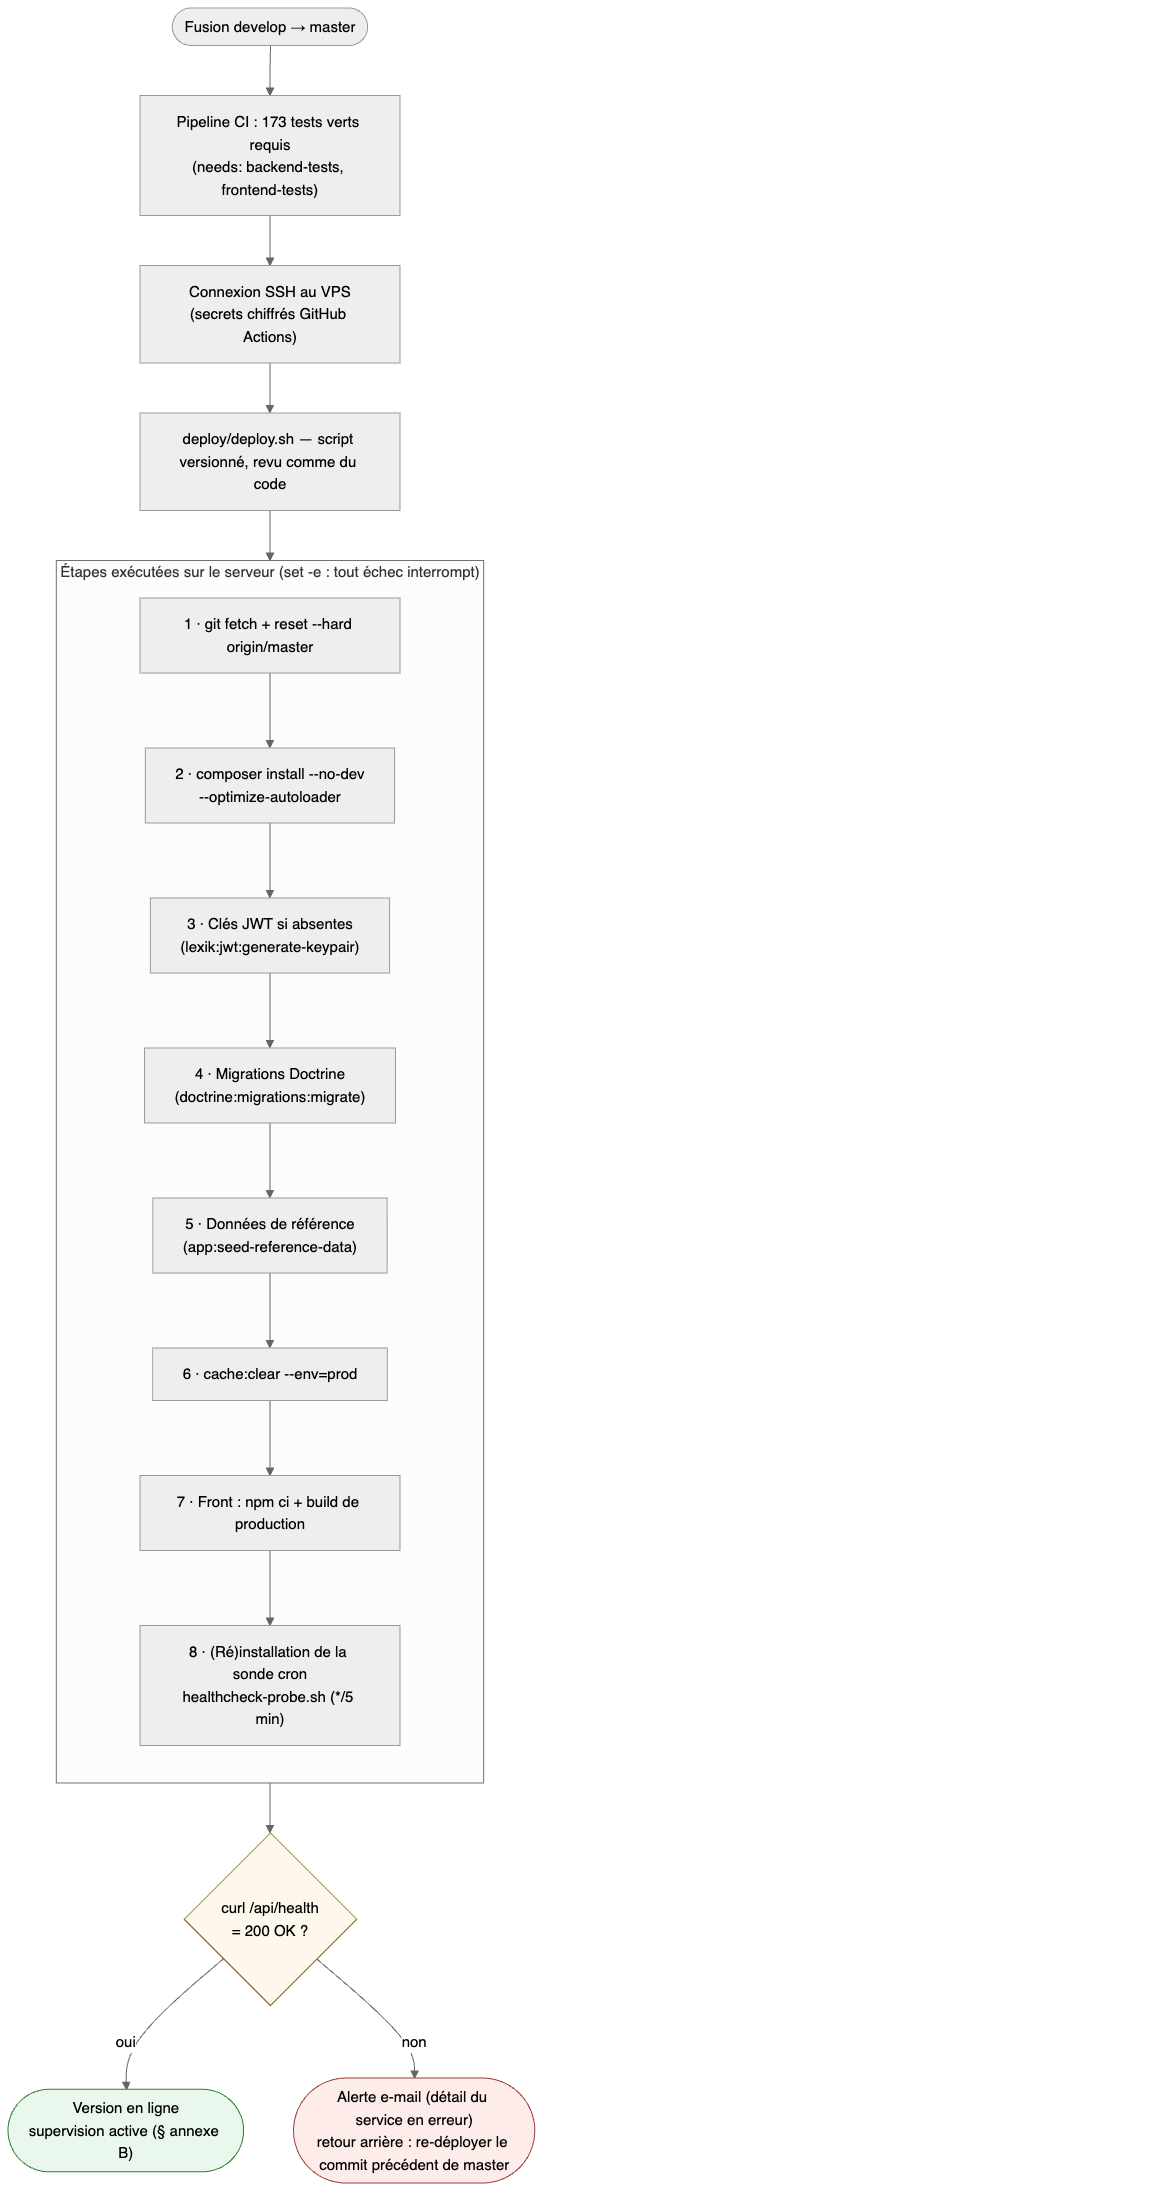 Fusion develop → master
Pipeline CI : 173 tests verts
requis
(needs: backend-tests,
frontend-tests)
Connexion SSH au VPS
(secrets chiffrés GitHub
Actions)
deploy/deploy.sh — script
versionné, revu comme du
code
Étapes exécutées sur le serveur (set -e : tout échec interrompt)
1 · git fetch + reset --hard
origin/master
2 · composer install --no-dev
--optimize-autoloader
3 · Clés JWT si absentes
(lexik:jwt:generate-keypair)
4 · Migrations Doctrine
(doctrine:migrations:migrate)
5 · Données de référence
(app:seed-reference-data)
6 · cache:clear --env=prod
7 · Front : npm ci + build de
production
8 · (Ré)installation de la
sonde cron
healthcheck-probe.sh (*/5
min)
curl /api/health
= 200 OK ?
oui
non
Version en ligne
supervision active (§ annexe
B)
Alerte e-mail (détail du
service en erreur)
retour arrière : re-déployer le
commit précédent de master